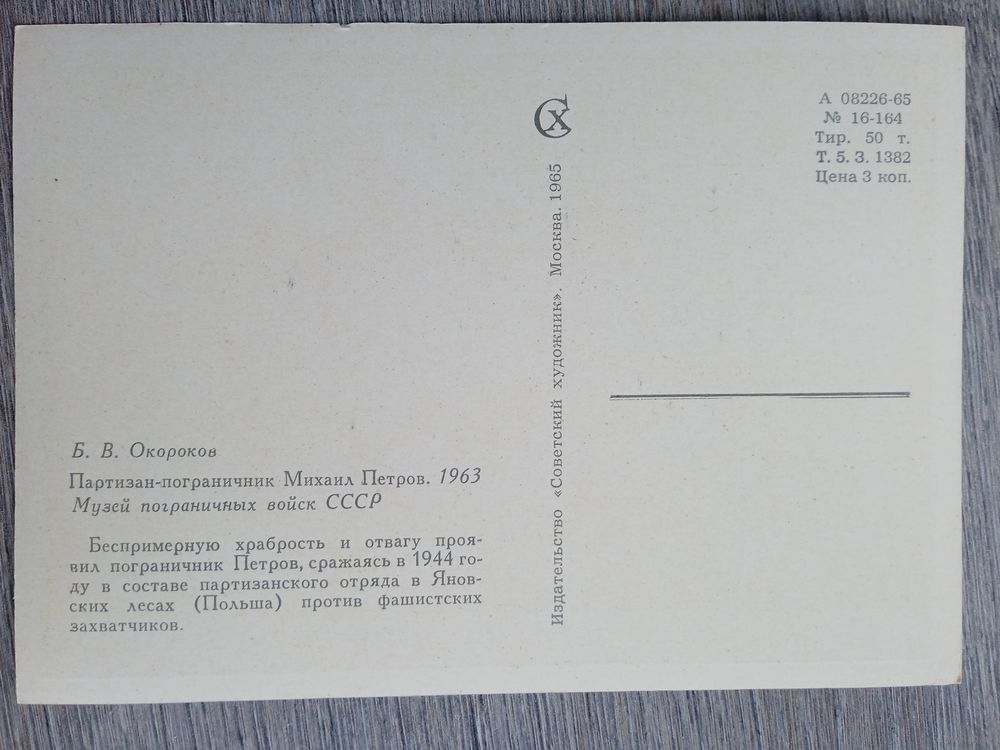 Б. В. Окороков
Партизан-пограничник Михаил Петров. 1963
Музей пограничных войск СССР
Беспримерную храбрость и отвагу проя-
вил пограничник Петров, сражаясь в 1944 го-
ду в составе партизанского отряда в Янов-
ских лесах (Польша) против фашистских
захватчиков.
Издательство «Советский художник». Москва. 1965
СХ
А 08226-65
№ 16-164
Тир. 50 т.
Т. 5. З. 1382
Цена 3 коп.